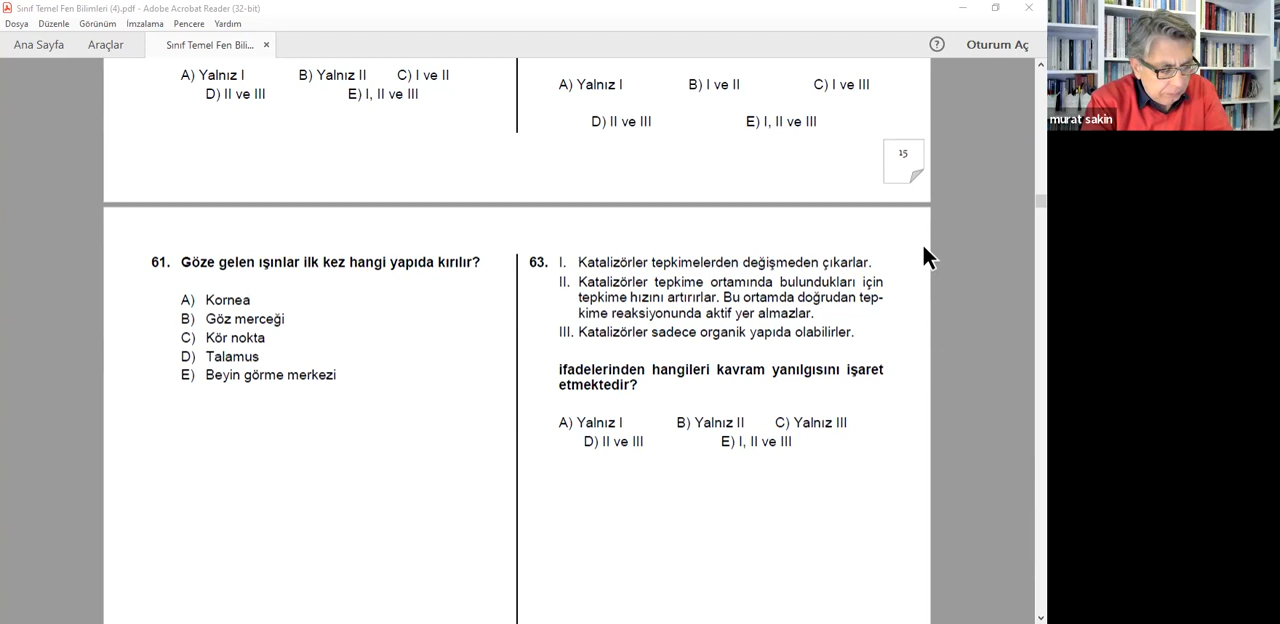 Sınıf Temel Fen Bilimleri (4).pdf - Adobe Acrobat Reader (32-bit)
Dosya Düzenle Görünüm İmzalama Pencere Yardım
Ana Sayfa Araçlar Sınıf Temel Fen Bili... × ? Oturum Aç
murat sakin
A) Yalnız I B) Yalnız II C) I ve II
D) II ve III E) I, II ve III
A) Yalnız I B) I ve II C) I ve III
D) II ve III E) I, II ve III
15
61. Göze gelen ışınlar ilk kez hangi yapıda kırılır?
A) Kornea
B) Göz merceği
C) Kör nokta
D) Talamus
E) Beyin görme merkezi
63. I. Katalizörler tepkimelerden değişmeden çıkarlar.
II. Katalizörler tepkime ortamında bulundukları için
tepkime hızını artırırlar. Bu ortamda doğrudan tep-
kime reaksiyonunda aktif yer almazlar.
III. Katalizörler sadece organik yapıda olabilirler.
ifadelerinden hangileri kavram yanılgısını işaret
etmektedir?
A) Yalnız I B) Yalnız II C) Yalnız III
D) II ve III E) I, II ve III